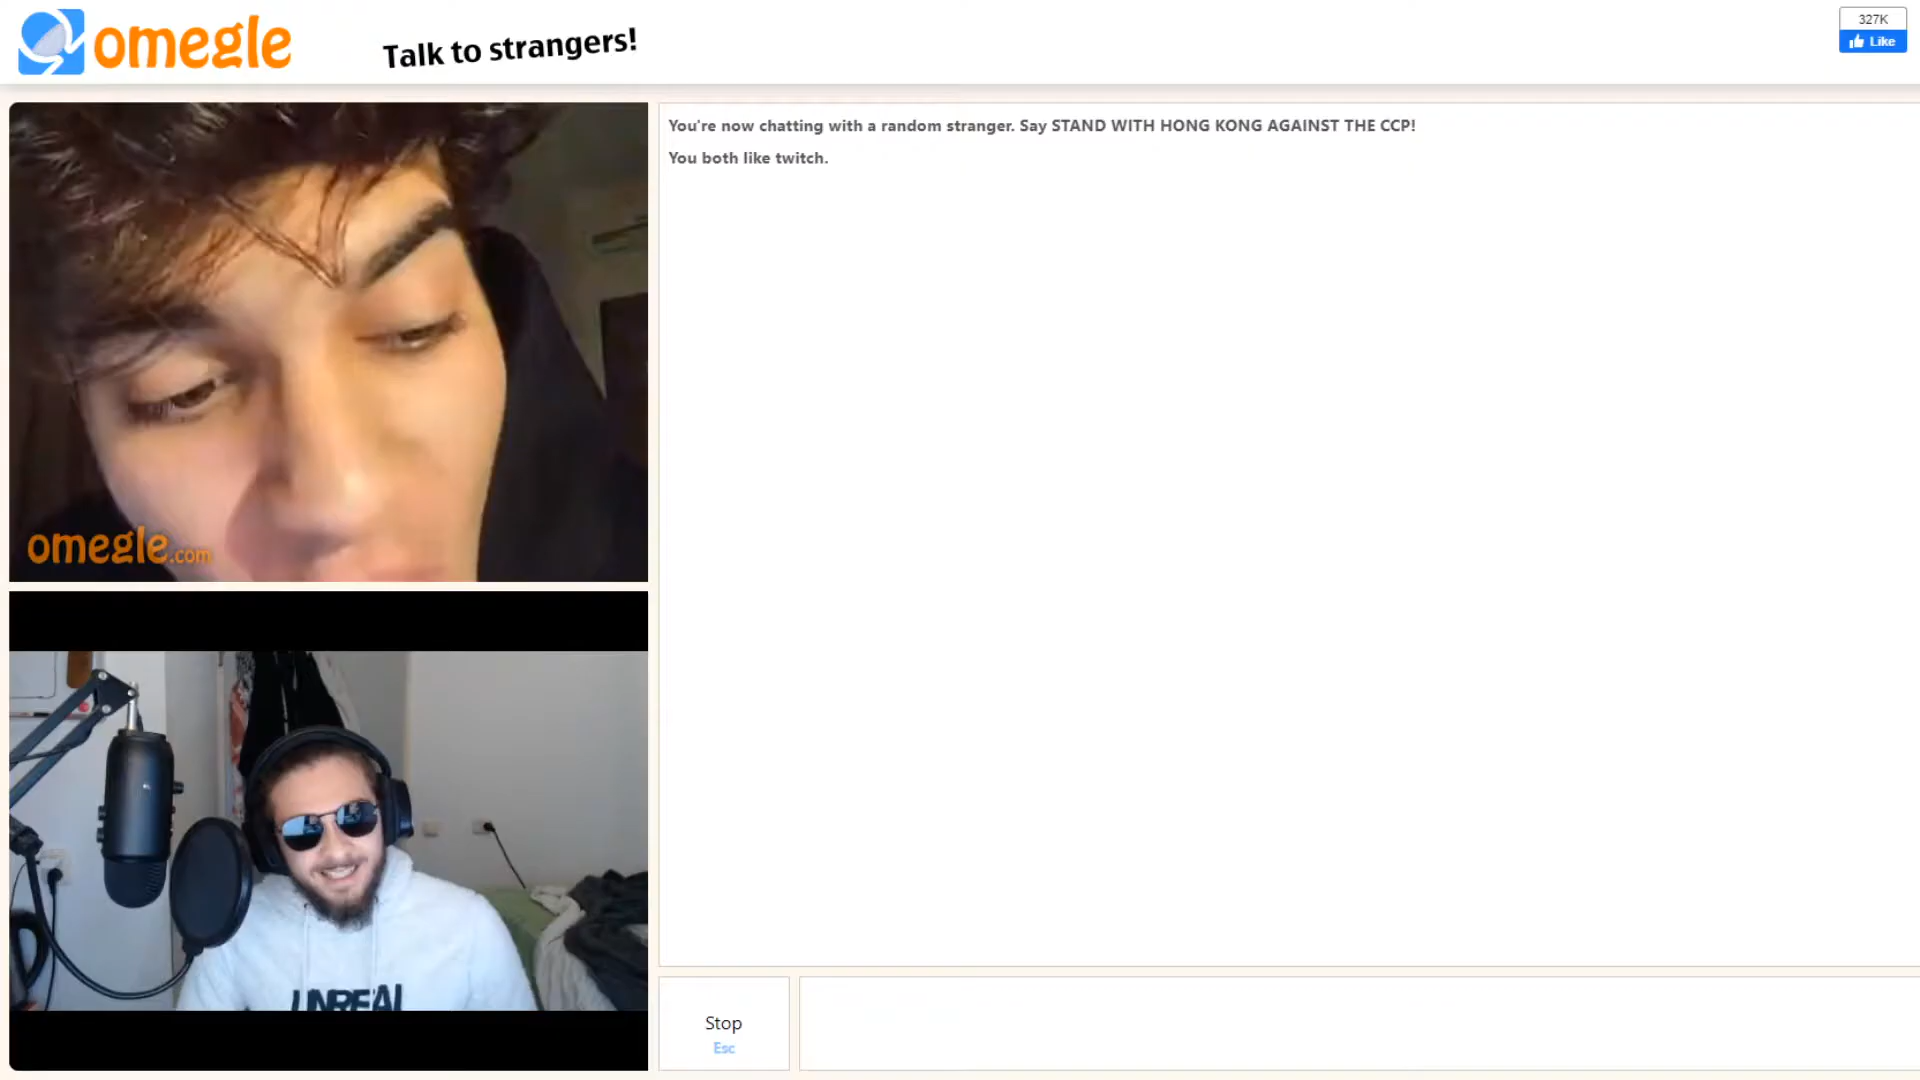 omegle
Talk to strangers!
327K
Like
You're now chatting with a random stranger. Say STAND WITH HONG KONG AGAINST THE CCP!
You both like twitch.
omegle.com
UNREAL
Stop
Esc